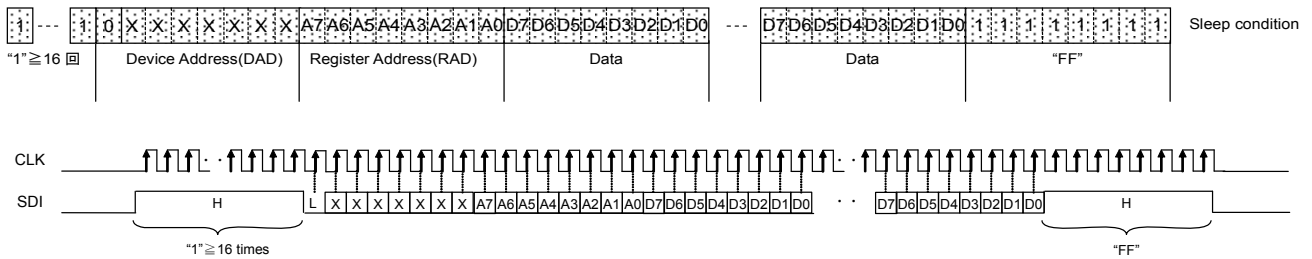 1 --- 1 0 X X X X X X X A7 A6 A5 A4 A3 A2 A1 A0 D7 D6 D5 D4 D3 D2 D1 D0 --- D7 D6 D5 D4 D3 D2 D1 D0 1 1 1 1 1 1 1 1 Sleep condition
“1”≧16 回 Device Address(DAD) Register Address(RAD) Data Data “FF”
CLK
SDI H L X X X X X X X A7 A6 A5 A4 A3 A2 A1 A0 D7 D6 D5 D4 D3 D2 D1 D0 · · D7 D6 D5 D4 D3 D2 D1 D0 H
“1”≧16 times “FF”